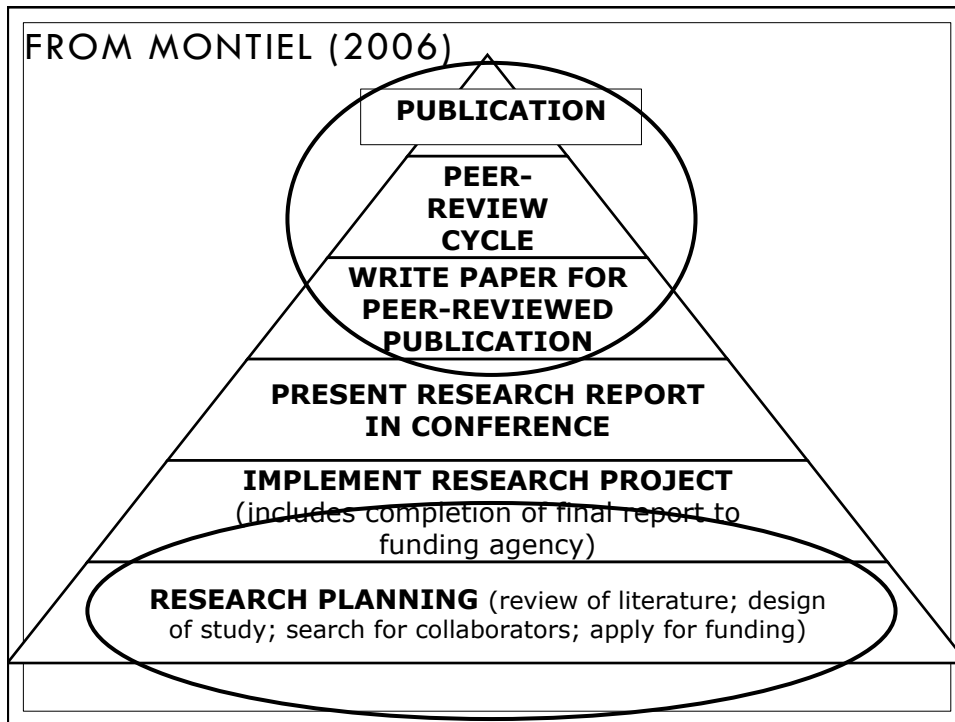 FROM MONTIEL (2006)
PUBLICATION
PEER-
REVIEW
CYCLE
WRITE PAPER FOR
PEER-REVIEWED
PUBLICATION
PRESENT RESEARCH REPORT
IN CONFERENCE
IMPLEMENT RESEARCH PROJECT
(includes completion of final report to
funding agency)
RESEARCH PLANNING (review of literature; design
of study; search for collaborators; apply for funding)